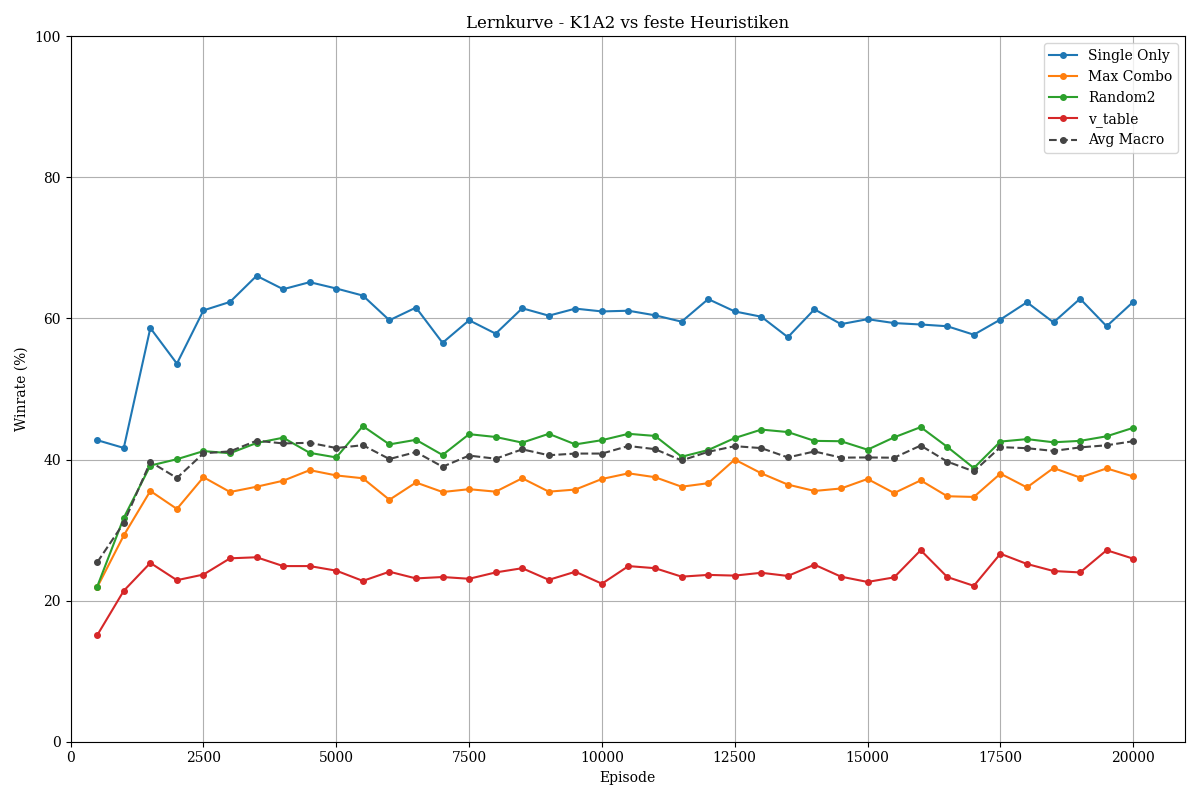 Lernkurve - K1A2 vs feste Heuristiken
100
80
60
40
20
0
Winrate (%)
0 2500 5000 7500 10000 12500 15000 17500 20000
Episode
Single Only
Max Combo
Random2
v_table
Avg Macro